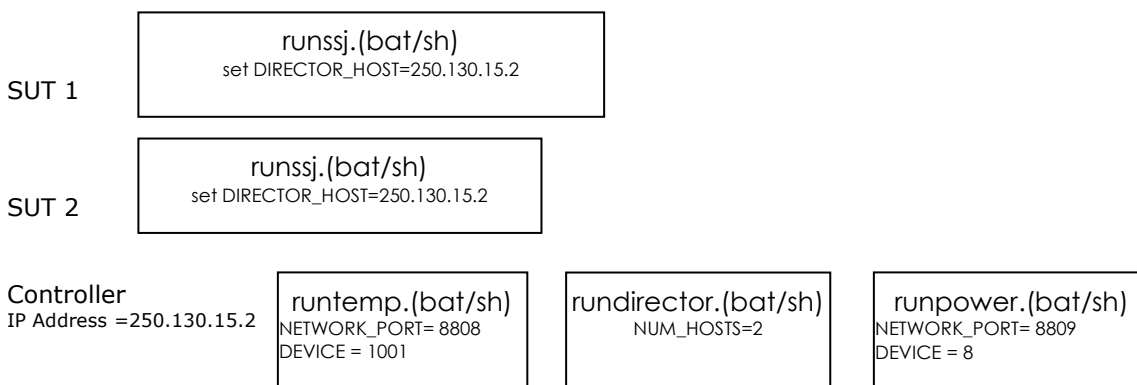 runssj.(bat/sh)
set DIRECTOR_HOST=250.130.15.2
SUT 1
runssj.(bat/sh)
set DIRECTOR_HOST=250.130.15.2
SUT 2
Controller
IP Address =250.130.15.2
runtemp.(bat/sh)
NETWORK_PORT= 8808
DEVICE = 1001
rundirector.(bat/sh)
NUM_HOSTS=2
runpower.(bat/sh)
NETWORK_PORT= 8809
DEVICE = 8